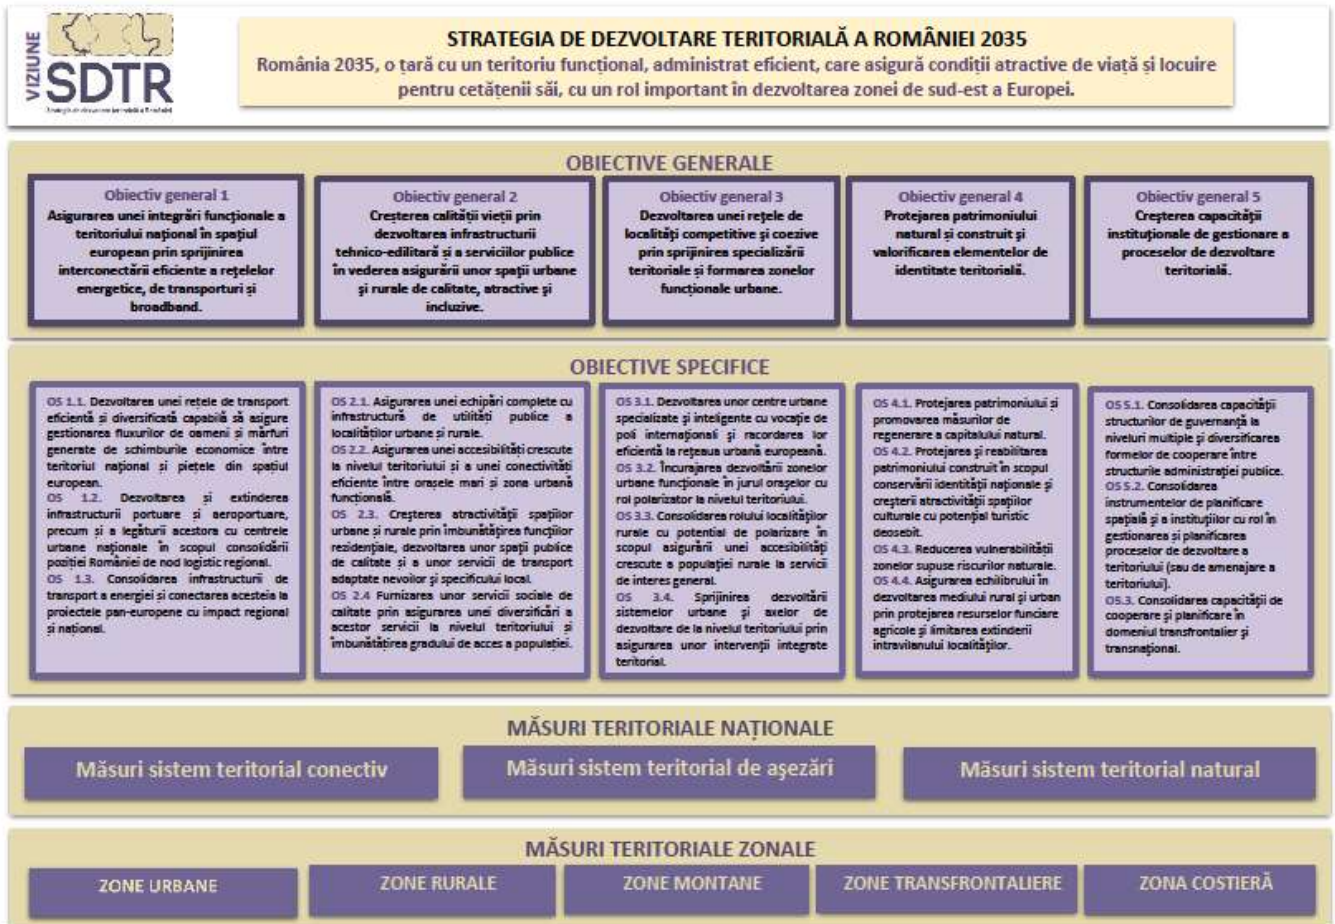 VIZIUNE
SDTR
Strategia de dezvoltare teritorială a României
STRATEGIA DE DEZVOLTARE TERITORIALĂ A ROMÂNIEI 2035
România 2035, o țară cu un teritoriu funcțional, administrat eficient, care asigură condiții atractive de viață și locuire
pentru cetățenii săi, cu un rol important în dezvoltarea zonei de sud-est a Europei.
OBIECTIVE GENERALE
Obiectiv general 1
Asigurarea unei integrări funcționale a
teritoriului național în spațiul
european prin sprijinirea
interconectării eficiente a rețelelor
energetice, de transporturi și
broadband.
Obiectiv general 2
Creșterea calității vieții prin
dezvoltarea infrastructurii
tehnico-edilitară și a serviciilor publice
în vederea asigurării unor spații urbane
și rurale de calitate, atractive și
incluzive.
Obiectiv general 3
Dezvoltarea unei rețele de
localități competitive și coezive
prin sprijinirea specializării
teritoriale și formarea zonelor
funcționale urbane.
Obiectiv general 4
Protejarea patrimoniului
natural și construit și
valorificarea elementelor de
identitate teritorială.
Obiectiv general 5
Creșterea capacității
instituționale de gestionare a
proceselor de dezvoltare
teritorială.
OBIECTIVE SPECIFICE
OS 1.1. Dezvoltarea unei rețele de transport
eficientă și diversificată capabilă să asigure
gestionarea fluxurilor de oameni și mărfuri
generate de schimburile economice între
teritoriul național și piețele din spațiul
european.
OS 1.2. Dezvoltarea și extinderea
infrastructurii portuare și aeroportuare,
precum și a legăturii acestora cu centrele
urbane naționale în scopul consolidării
poziției României de nod logistic regional.
OS 1.3. Consolidarea infrastructurii de
transport a energiei și conectarea acesteia la
proiectele pan-europene cu impact regional
și național.
OS 2.1. Asigurarea unei echipări complete cu
infrastructură de utilități publice a
localităților urbane și rurale.
OS 2.2. Asigurarea unei accesibilități crescute
la nivelul teritoriului și a unei conectivități
eficiente între orașele mari și zona urbană
funcțională.
OS 2.3. Creșterea atractivității spațiilor
urbane și rurale prin îmbunătățirea funcțiilor
rezidențiale, dezvoltarea unor spații publice
de calitate și a unor servicii de transport
adaptate nevoilor și specificului local.
OS 2.4 Furnizarea unor servicii sociale de
calitate prin asigurarea unei diversificări a
acestor servicii la nivelul teritoriului și
îmbunătățirea gradului de acces a populației.
OS 3.1. Dezvoltarea unor centre urbane
specializate și inteligente cu vocație de
poli internaționali și racordarea lor
eficientă la rețeaua urbană europeană.
OS 3.2. Încurajarea dezvoltării zonelor
urbane funcționale în jurul orașelor cu
rol polarizator la nivelul teritoriului.
OS 3.3. Consolidarea rolului localităților
rurale cu potential de polarizare în
scopul asigurării unei accesibilități
crescute a populației rurale la servicii
de interes general.
OS 3.4. Sprijinirea dezvoltării
sistemelor urbane și axelor de
dezvoltare de la nivelul teritoriului prin
asigurarea unor intervenții integrate
teritorial.
OS 4.1. Protejarea patrimoniului și
promovarea măsurilor de
regenerare a capitalului natural.
OS 4.2. Protejarea și reabilitarea
patrimoniului construit în scopul
conservării identității naționale și
creșterii atractivității spațiilor
culturale cu potențial turistic
deosebit.
OS 4.3. Reducerea vulnerabilității
zonelor supuse riscurilor naturale.
OS 4.4. Asigurarea echilibrului în
dezvoltarea mediului rural și urban
prin protejarea resurselor funciare
agricole și limitarea extinderii
intravilanului localităților.
OS 5.1. Consolidarea capacității
structurilor de guvernanță la
niveluri multiple și diversificarea
formelor de cooperare între
structurile administrației publice.
OS 5.2. Consolidarea
instrumentelor de planificare
spațială și a instituțiilor cu rol în
gestionarea și planificarea
proceselor de dezvoltare a
teritoriului (sau de amenajare a
teritoriului).
O5.3. Consolidarea capacității de
cooperare și planificare în
domeniul transfrontalier și
transnațional.
MĂSURI TERITORIALE NAȚIONALE
Măsuri sistem teritorial conectiv
Măsuri sistem teritorial de așezări
Măsuri sistem teritorial natural
MĂSURI TERITORIALE ZONALE
ZONE URBANE
ZONE RURALE
ZONE MONTANE
ZONE TRANSFRONTALIERE
ZONA COSTIERĂ